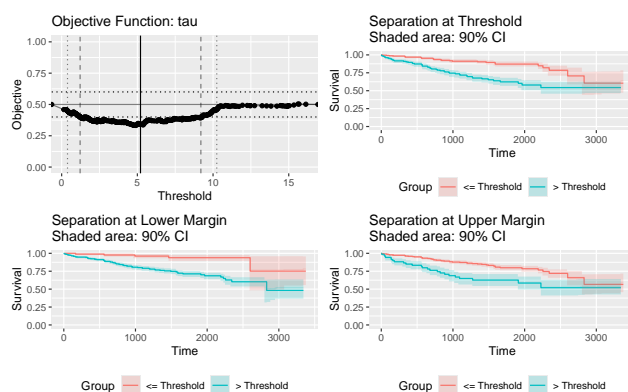 Objective Function: tau
1.00
0.75
0.50
0.25
0.00
Objective
0
5
10
15
Threshold
Separation at Threshold
Shaded area: 90% CI
1.00
0.75
0.50
0.25
0.00
Survival
0
1000
2000
3000
Time
Group
<= Threshold
> Threshold
Separation at Lower Margin
Shaded area: 90% CI
1.00
0.75
0.50
0.25
0.00
Survival
0
1000
2000
3000
Time
Group
<= Threshold
> Threshold
Separation at Upper Margin
Shaded area: 90% CI
1.00
0.75
0.50
0.25
0.00
Survival
0
1000
2000
3000
Time
Group
<= Threshold
> Threshold